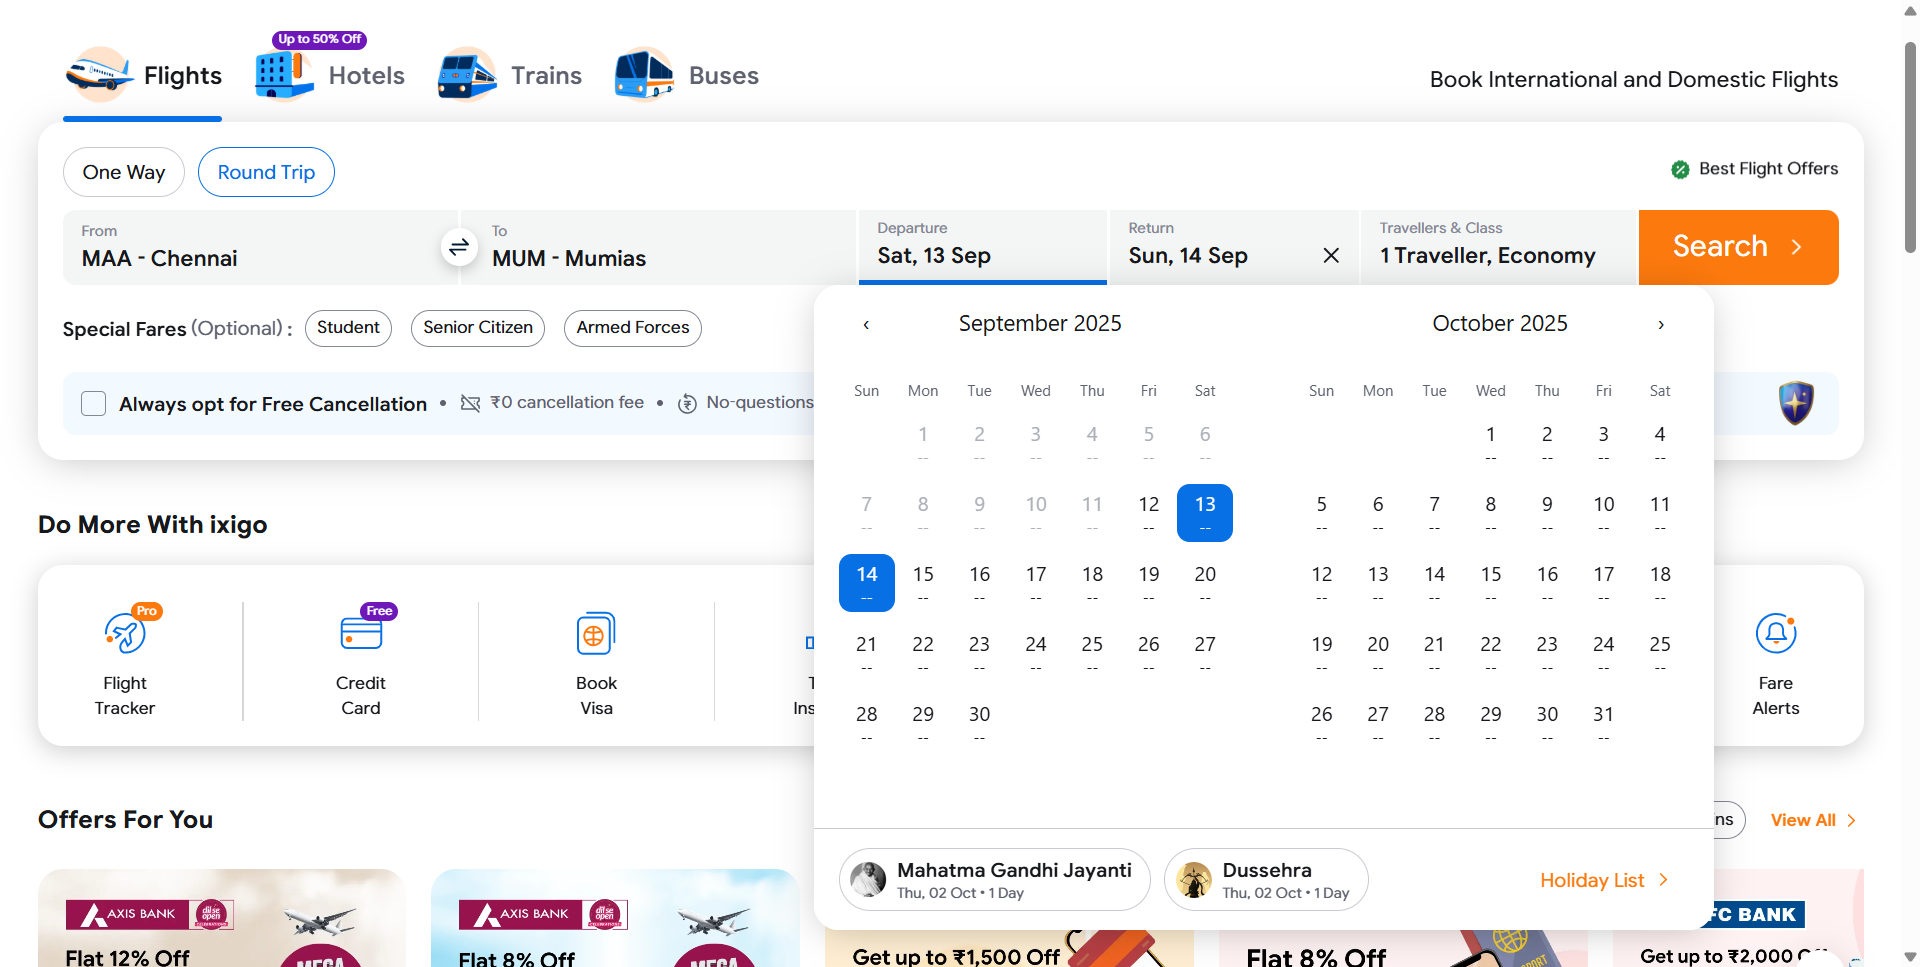 Up to 50% Off
Flights
Hotels
Trains
Buses
Book International and Domestic Flights
One Way
Round Trip
Best Flight Offers
From
MAA - Chennai
To
MUM - Mumias
Departure
Sat, 13 Sep
Return
Sun, 14 Sep
Travellers & Class
1 Traveller, Economy
Search
Special Fares (Optional) :
Student
Senior Citizen
Armed Forces
Always opt for Free Cancellation • ₹0 cancellation fee • No-questions
September 2025
Sun Mon Tue Wed Thu Fri Sat
1 2 3 4 5 6
-- -- -- -- -- --
7 8 9 10 11 12 13
-- -- -- -- -- -- --
14 15 16 17 18 19 20
-- -- -- -- -- -- --
21 22 23 24 25 26 27
-- -- -- -- -- -- --
28 29 30
-- -- --
October 2025
Sun Mon Tue Wed Thu Fri Sat
1 2 3 4
-- -- -- --
5 6 7 8 9 10 11
-- -- -- -- -- -- --
12 13 14 15 16 17 18
-- -- -- -- -- -- --
19 20 21 22 23 24 25
-- -- -- -- -- -- --
26 27 28 29 30 31
-- -- -- -- -- --
Mahatma Gandhi Jayanti
Thu, 02 Oct • 1 Day
Dussehra
Thu, 02 Oct • 1 Day
Holiday List
Do More With ixigo
Pro
Flight
Tracker
Free
Credit
Card
Book
Visa
Fare
Alerts
Offers For You
View All
AXIS BANK
dil se
open
Flat 12% Off
MEGA
AXIS BANK
dil se
open
Flat 8% Off
MEGA
Get up to ₹1,500 Off
Flat 8% Off
FC BANK
Get up to ₹2,000